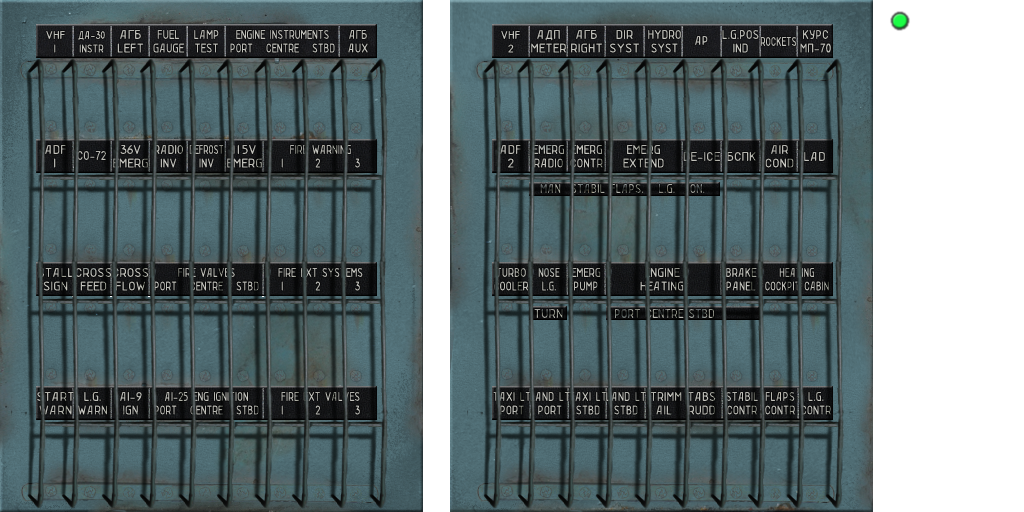 VHF ДА-30 АГБ FUEL LAMP ENGINE INSTRUMENTS АГБ
1 INSTR LEFT GAUGE TEST PORT CENTRE STBD AUX
ADF СО-72 36V RADIO DEFROST 115V FIRE WARNING
1 EMERG INV INV EMERG 1 2 3
STALL CROSS CROSS FIRE VALVES FIRE EXT SYSTEMS
SIGN FEED FLOW PORT CENTRE STBD 1 2 3
START L.G. AI-9 AI-25 ENG IGNITION FIRE EXT VALVES
WARN WARN IGN PORT CENTRE STBD 1 2 3
VHF АДП АГБ DIR HYDRO AP L.G.POS ROCKETS КУРС
2 METER RIGHT SYST SYST IND МП-70
ADF EMERG EMERG EMERG DE-ICE БСПК AIR LAD
2 RADIO CONTR EXTEND COND
MAN STABIL FLAPS. L.G. ON.
TURBO NOSE EMERG ENGINE BRAKE HEATING
COOLER L.G. PUMP HEATING PANEL COCKPIT CABIN
TURN PORT CENTRE STBD
TAXI LT LAND LT TAXI LT LAND LT TRIMM TABS STABIL FLAPS L.G.
PORT PORT STBD STBD AIL RUDD CONTR CONTR CONTR